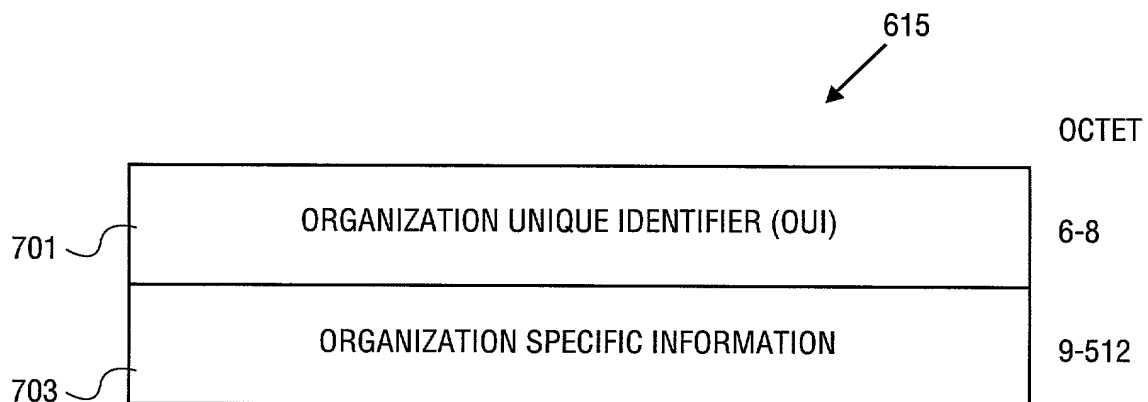 615
OCTET
ORGANIZATION UNIQUE IDENTIFIER (OUI)
6-8
701
ORGANIZATION SPECIFIC INFORMATION
9-512
703